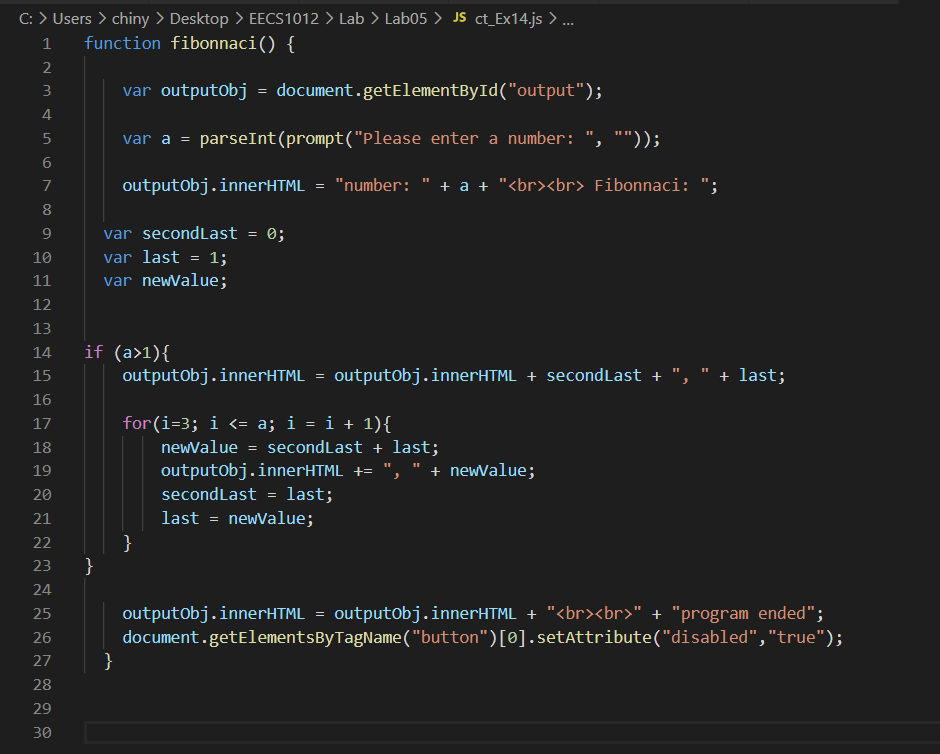 C: > Users > chiny > Desktop > EECS1012 > Lab > Lab05 > JS ct_Ex14.js > ...
1 function fibonnaci() {
2
3 var outputObj = document.getElementById("output");
4
5 var a = parseInt(prompt("Please enter a number: ", ""));
6
7 outputObj.innerHTML = "number: " + a + "<br><br> Fibonnaci: ";
8
9 var secondLast = 0;
10 var last = 1;
11 var newValue;
12
13
14 if (a>1){
15 outputObj.innerHTML = outputObj.innerHTML + secondLast + ", " + last;
16
17 for(i=3; i <= a; i = i + 1){
18 newValue = secondLast + last;
19 outputObj.innerHTML += ", " + newValue;
20 secondLast = last;
21 last = newValue;
22 }
23 }
24
25 outputObj.innerHTML = outputObj.innerHTML + "<br><br>" + "program ended";
26 document.getElementsByTagName("button")[0].setAttribute("disabled","true");
27 }
28
29
30